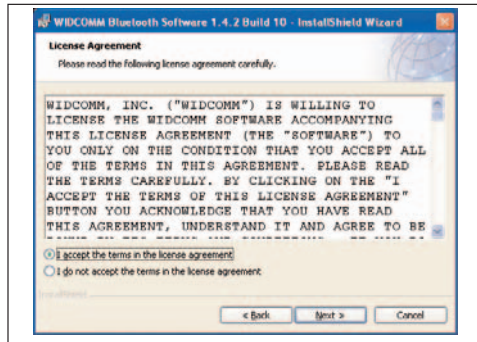 WIDCOMM Bluetooth Software 1.4.2 Build 10 - InstallShield Wizard
License Agreement
Please read the following license agreement carefully.
WIDCOMM, INC. ("WIDCOMM") IS WILLING TO
LICENSE THE WIDCOMM SOFTWARE ACCOMPANYING
THIS LICENSE AGREEMENT (THE "SOFTWARE") TO
YOU ONLY ON THE CONDITION THAT YOU ACCEPT ALL
OF THE TERMS IN THIS AGREEMENT. PLEASE READ
THE TERMS CAREFULLY. BY CLICKING ON THE "I
ACCEPT THE TERMS OF THIS LICENSE AGREEMENT"
BUTTON YOU ACKNOWLEDGE THAT YOU HAVE READ
THIS AGREEMENT, UNDERSTAND IT AND AGREE TO BE
I accept the terms in the license agreement
I do not accept the terms in the license agreement
< Back Next > Cancel